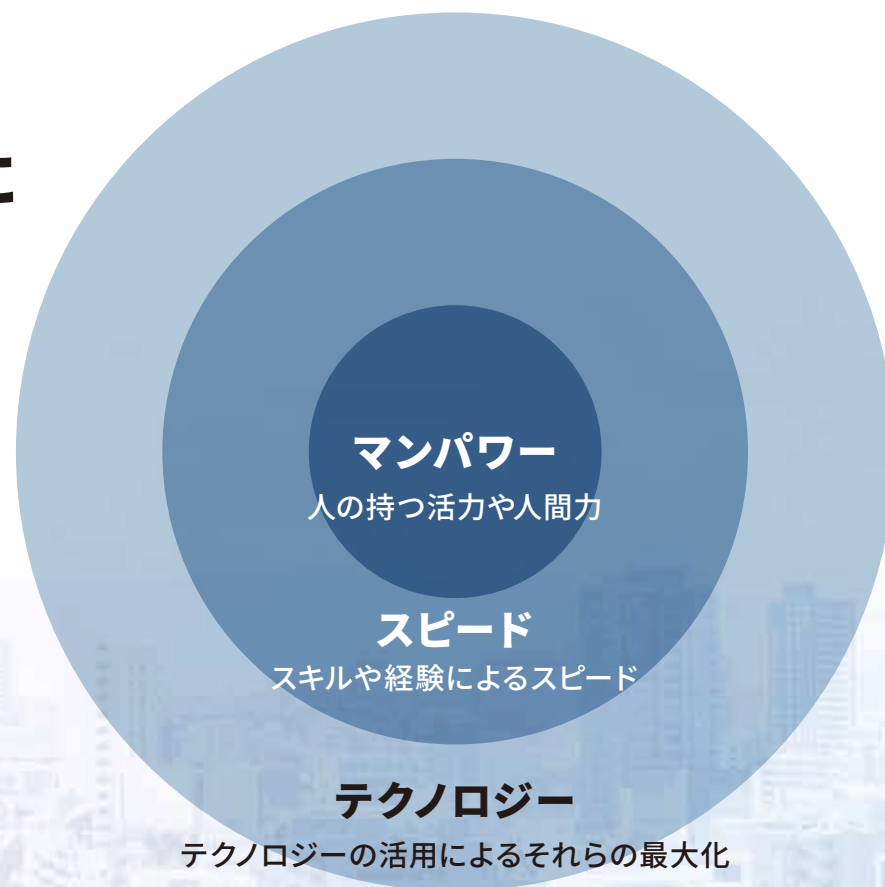 マンパワー
人の持つ活力や人間力
スピード
スキルや経験によるスピード
テクノロジー
テクノロジーの活用によるそれらの最大化